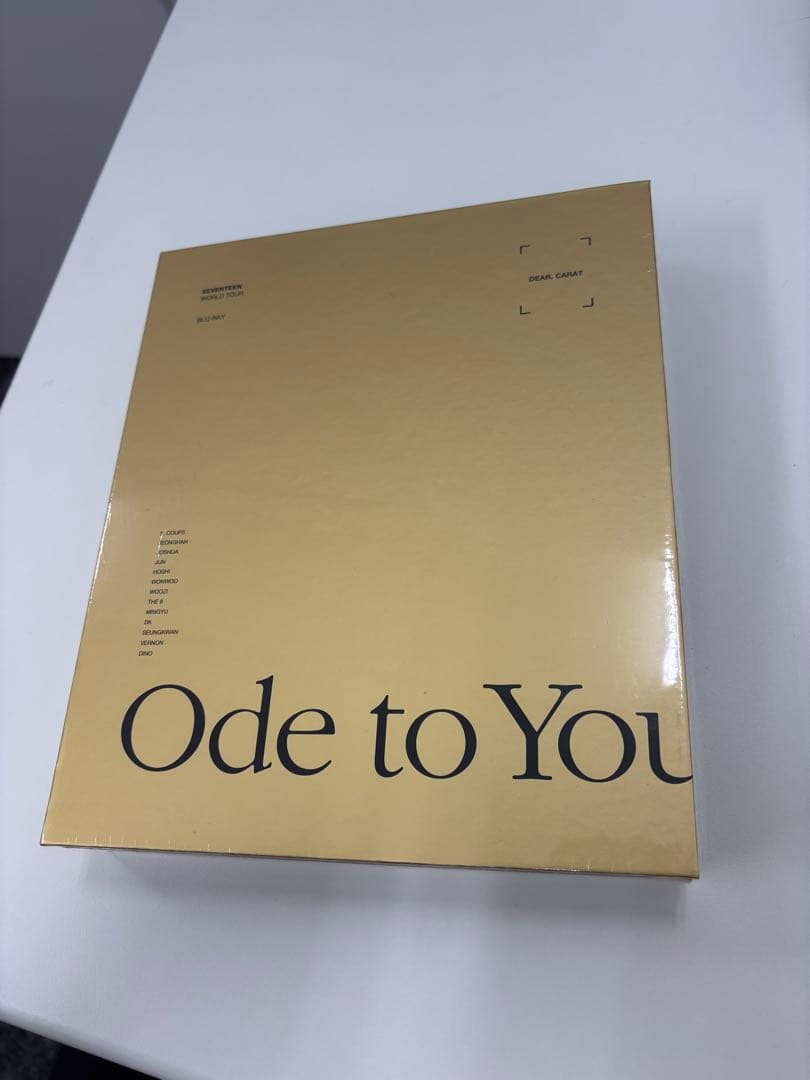 SEVENTEEN
WORLD TOUR
BLU-RAY
DEAR. CARAT
S. COUPS
JEONGHAN
JOSHUA
JUN
HOSHI
WONWOO
WOOZI
THE 8
MINGYU
DK
SEUNGKWAN
VERNON
DINO
Ode to You